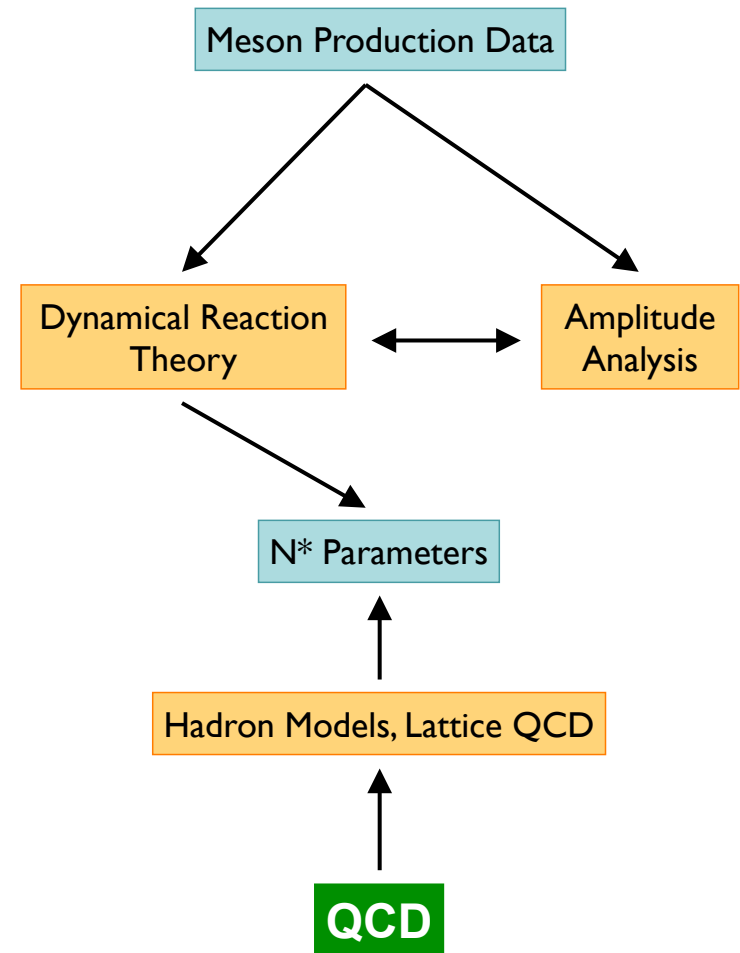 Meson Production Data
Dynamical Reaction
Theory
Amplitude
Analysis
N* Parameters
Hadron Models, Lattice QCD
QCD